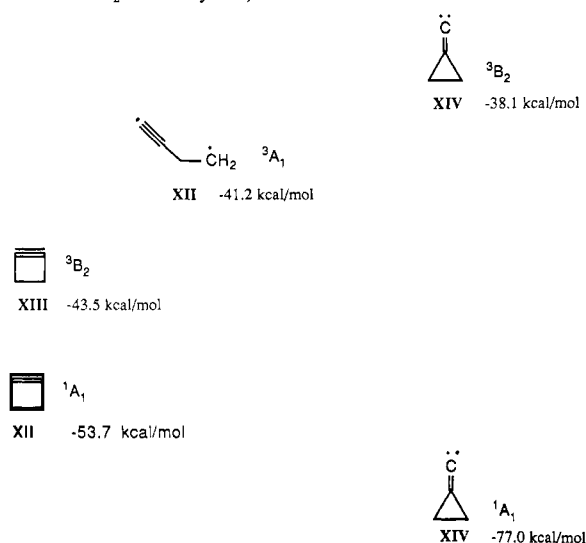 C̈
³B₂
XIV -38.1 kcal/mol
ĊH₂ ³A₁
XII -41.2 kcal/mol
³B₂
XIII -43.5 kcal/mol
¹A₁
XII -53.7 kcal/mol
C̈
¹A₁
XIV -77.0 kcal/mol